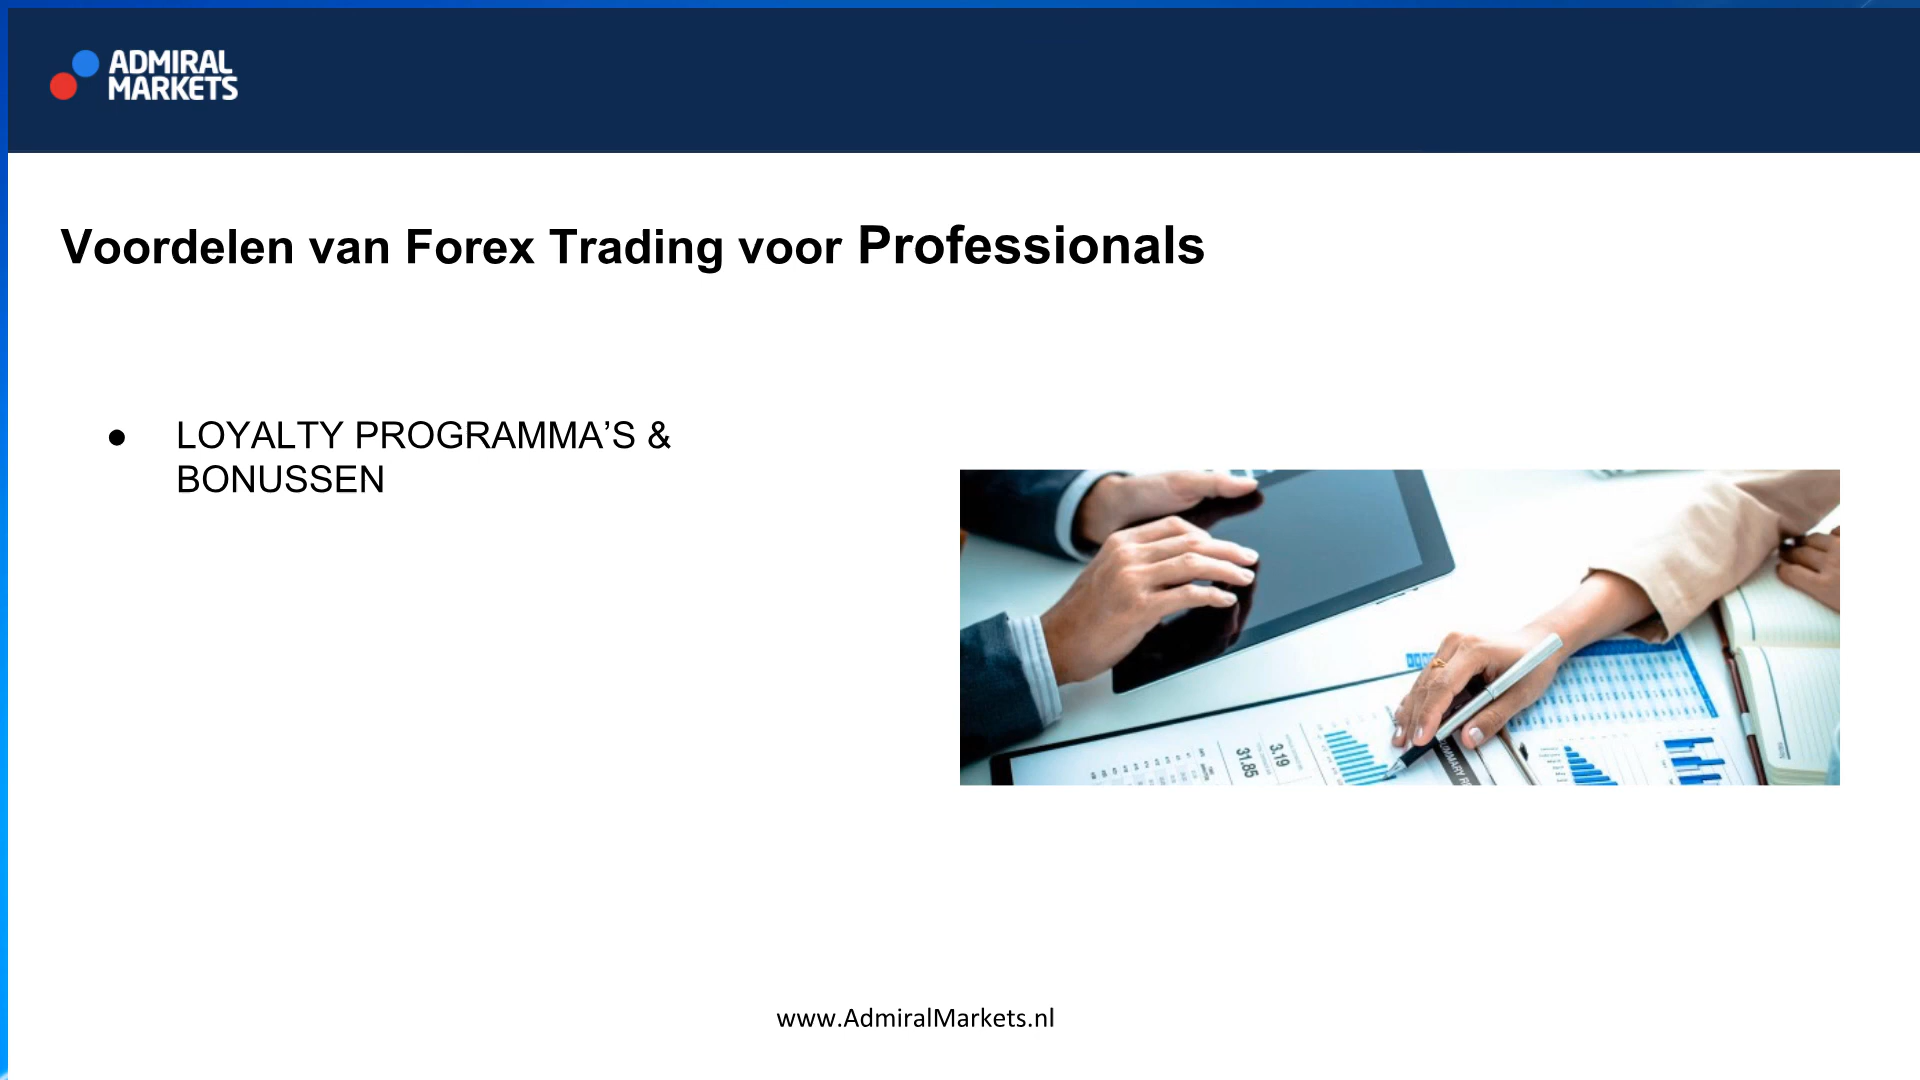 ADMIRAL
MARKETS
Voordelen van Forex Trading voor Professionals
● LOYALTY PROGRAMMA’S &
BONUSSEN
3.19
31.85
www.AdmiralMarkets.nl